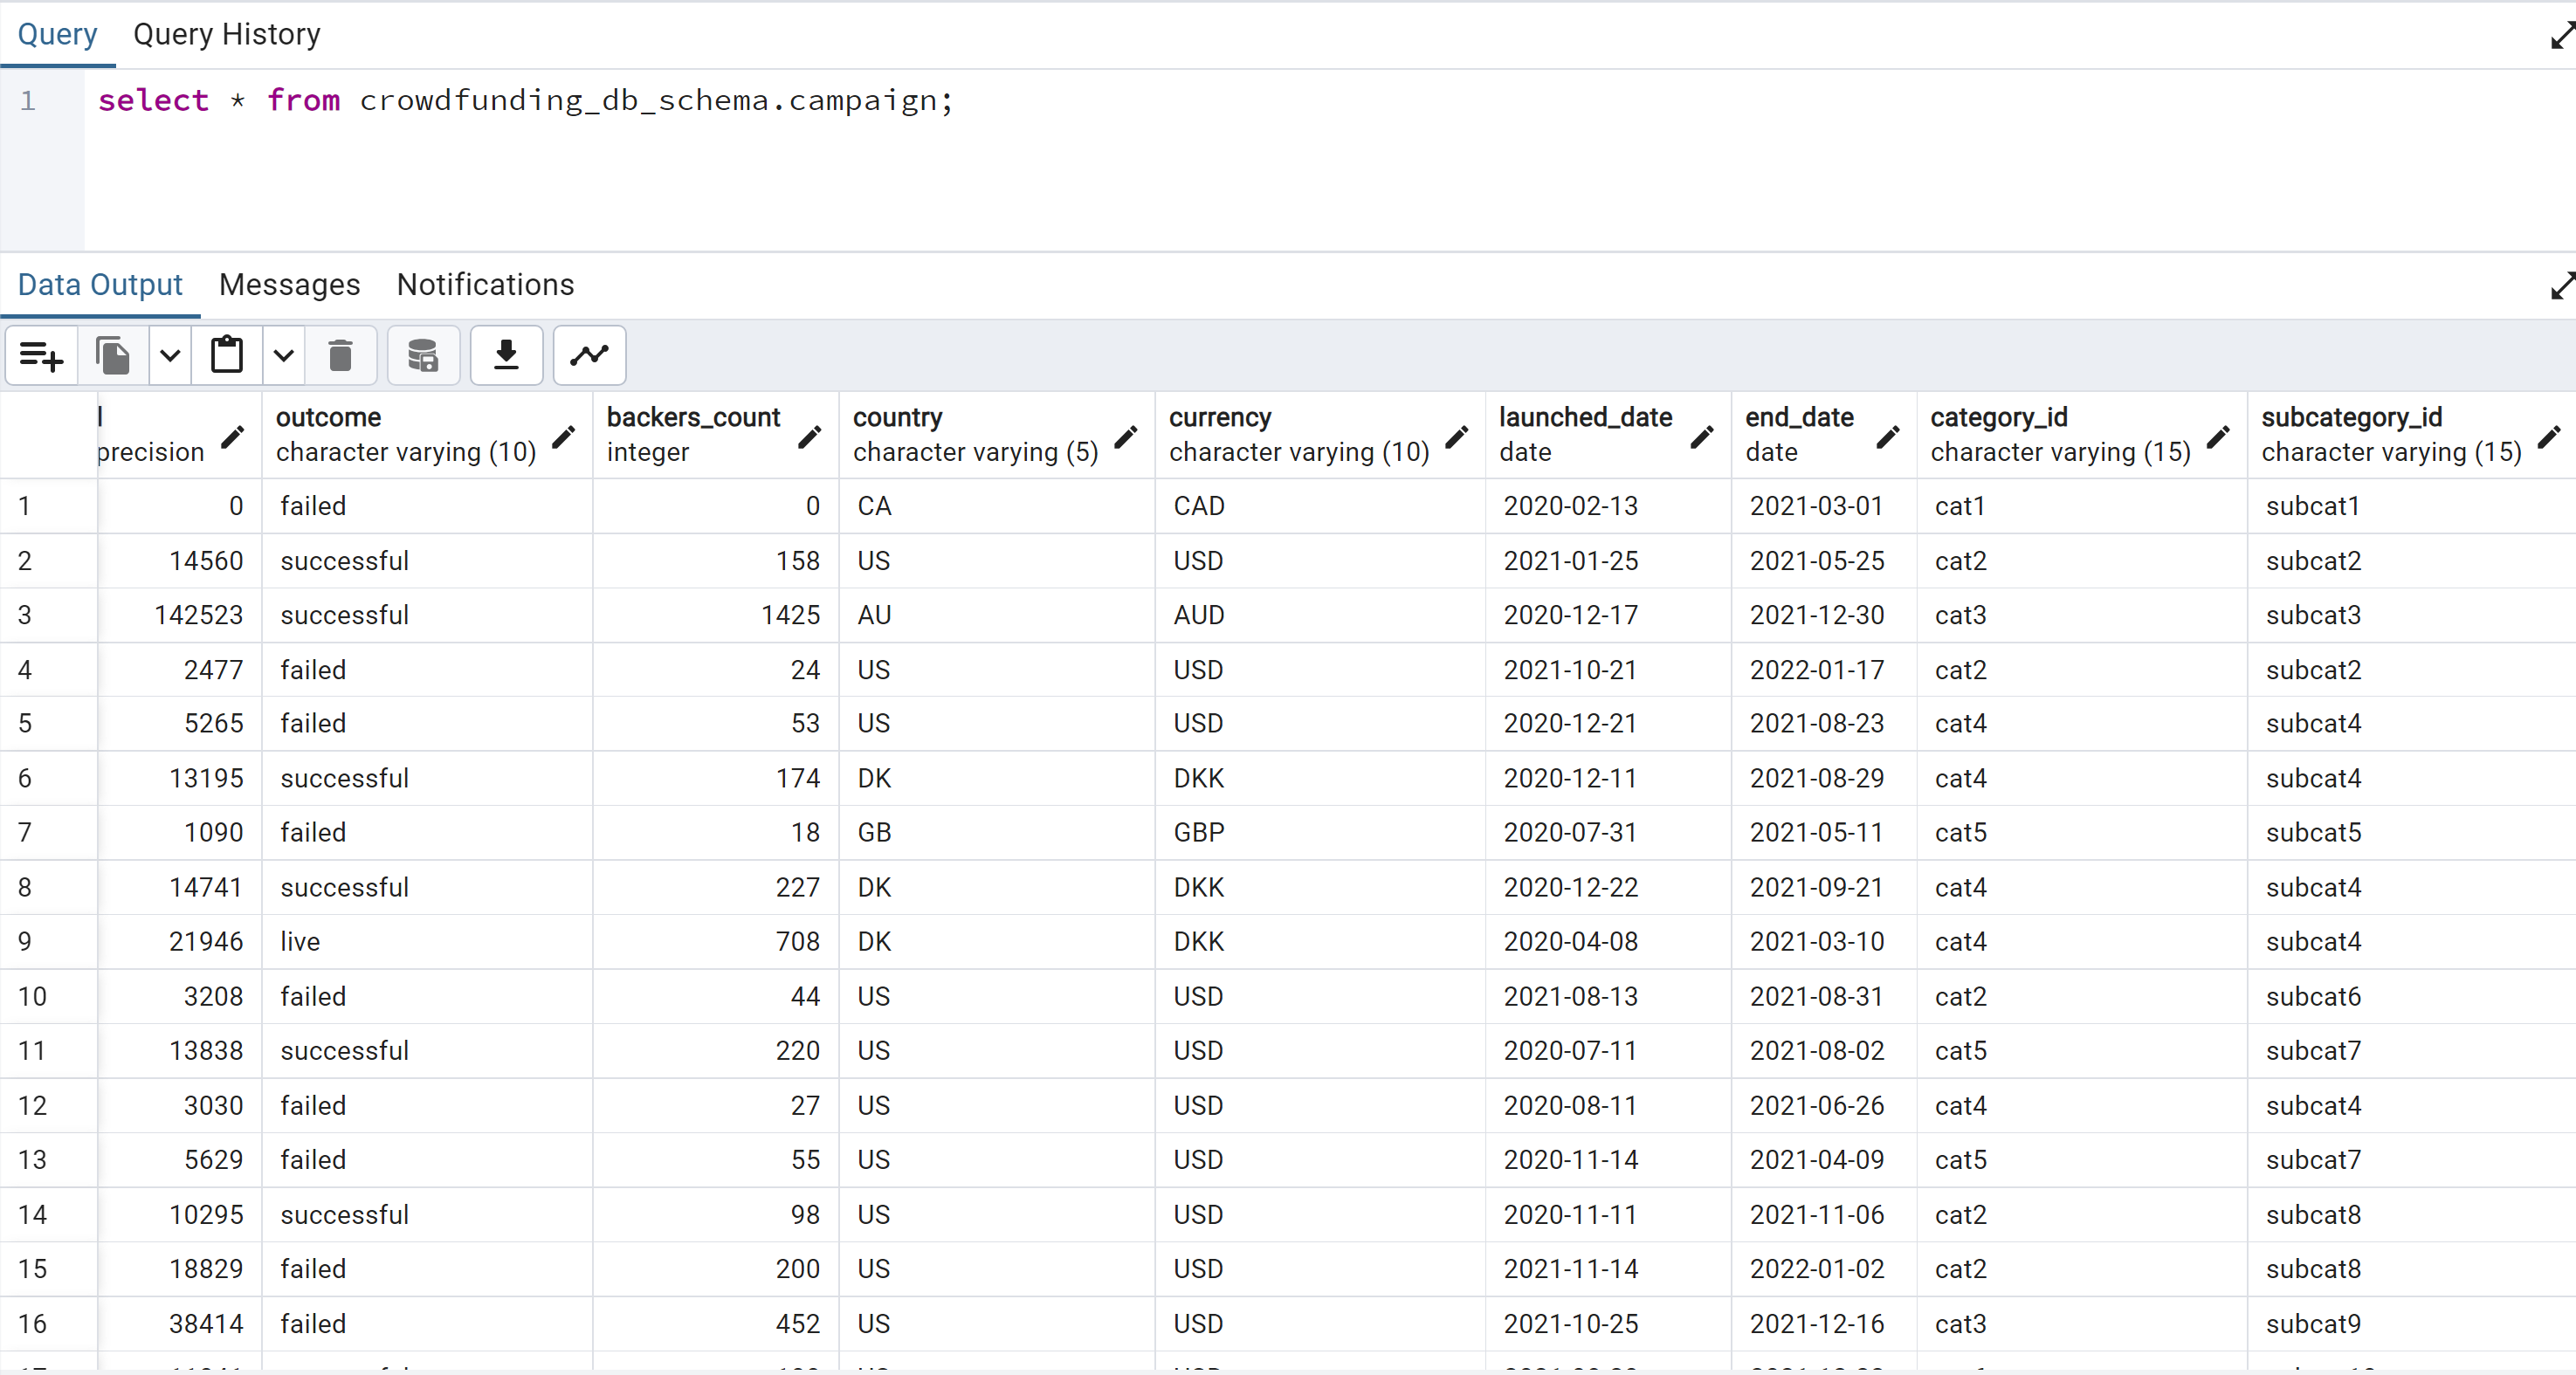 Query Query History
1 select * from crowdfunding_db_schema.campaign;
Data Output Messages Notifications
outcome backers_count country currency launched_date end_date category_id subcategory_id
precision character varying (10) integer character varying (5) character varying (10) date date character varying (15) character varying (15)
1 0 failed 0 CA CAD 2020-02-13 2021-03-01 cat1 subcat1
2 14560 successful 158 US USD 2021-01-25 2021-05-25 cat2 subcat2
3 142523 successful 1425 AU AUD 2020-12-17 2021-12-30 cat3 subcat3
4 2477 failed 24 US USD 2021-10-21 2022-01-17 cat2 subcat2
5 5265 failed 53 US USD 2020-12-21 2021-08-23 cat4 subcat4
6 13195 successful 174 DK DKK 2020-12-11 2021-08-29 cat4 subcat4
7 1090 failed 18 GB GBP 2020-07-31 2021-05-11 cat5 subcat5
8 14741 successful 227 DK DKK 2020-12-22 2021-09-21 cat4 subcat4
9 21946 live 708 DK DKK 2020-04-08 2021-03-10 cat4 subcat4
10 3208 failed 44 US USD 2021-08-13 2021-08-31 cat2 subcat6
11 13838 successful 220 US USD 2020-07-11 2021-08-02 cat5 subcat7
12 3030 failed 27 US USD 2020-08-11 2021-06-26 cat4 subcat4
13 5629 failed 55 US USD 2020-11-14 2021-04-09 cat5 subcat7
14 10295 successful 98 US USD 2020-11-11 2021-11-06 cat2 subcat8
15 18829 failed 200 US USD 2021-11-14 2022-01-02 cat2 subcat8
16 38414 failed 452 US USD 2021-10-25 2021-12-16 cat3 subcat9